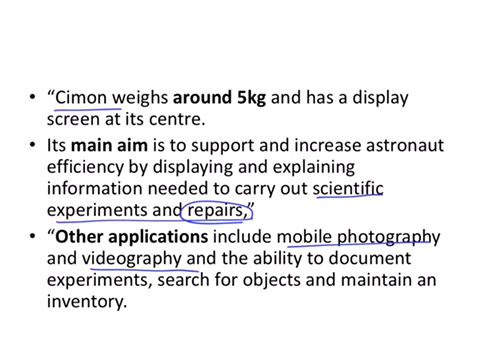 • “Cimon weighs around 5kg and has a display
screen at its centre.
• Its main aim is to support and increase astronaut
efficiency by displaying and explaining
information needed to carry out scientific
experiments and repairs,”
• “Other applications include mobile photography
and videography and the ability to document
experiments, search for objects and maintain an
inventory.